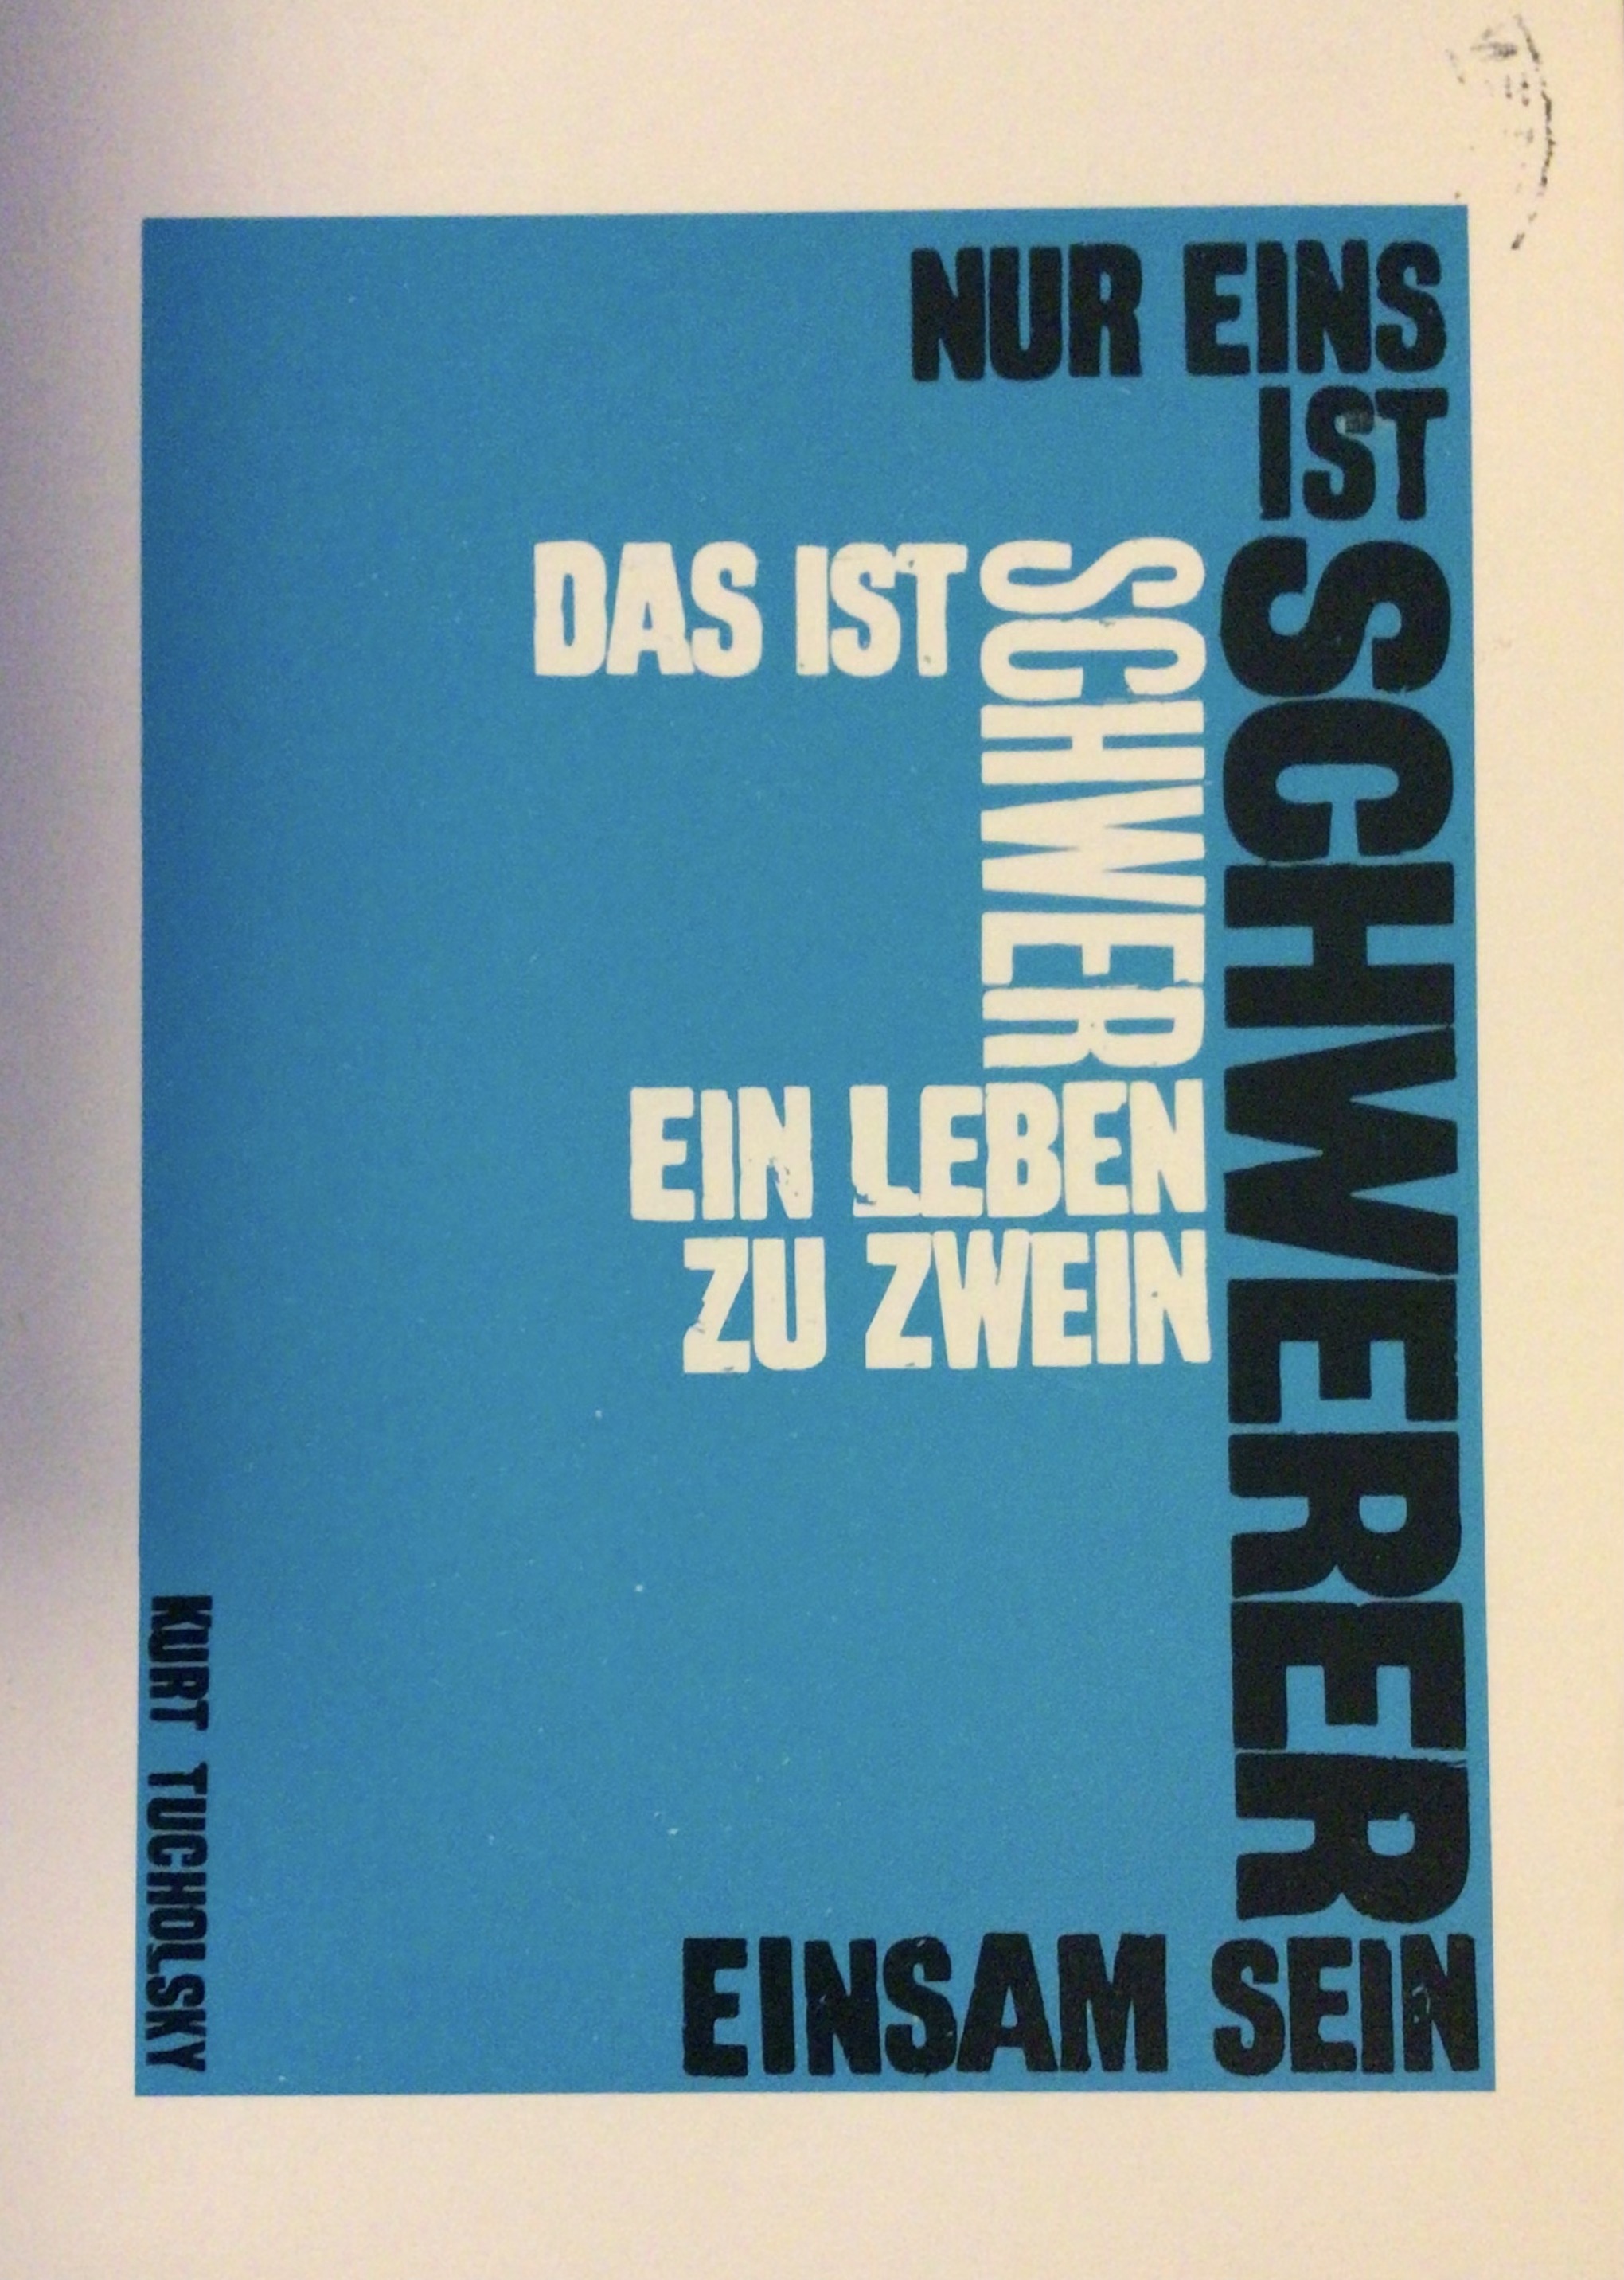 DAS IST
SCHWER
EIN LEBEN
ZU ZWEIN
NUR EINS
IST
SCHWERER
EINSAM SEIN
KURT TUCHOLSKY